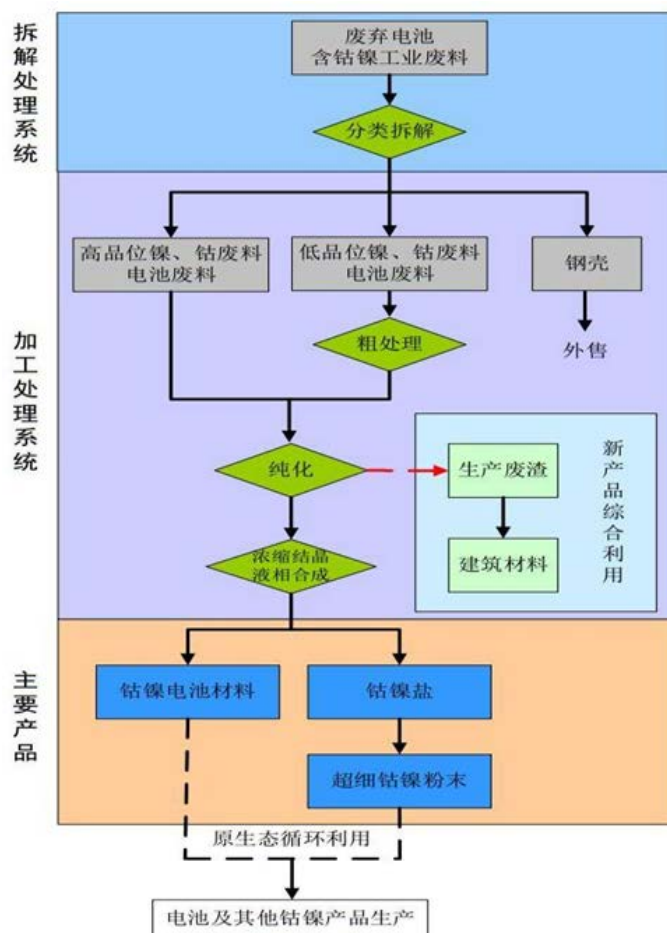 拆解处理系统
废弃电池
含钴镍工业废料
分类拆解
加工处理系统
高品位镍、钴废料
电池废料
低品位镍、钴废料
电池废料
钢壳
粗处理
外售
纯化
生产废渣
新产品综合利用
浓缩结晶
液相合成
建筑材料
主要产品
钴镍电池材料
钴镍盐
超细钴镍粉末
原生态循环利用
电池及其他钴镍产品生产